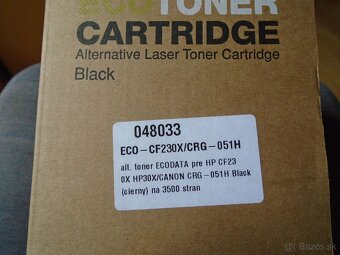 ECOTONER
CARTRIDGE
Alternative Laser Toner Cartridge
Black
048033
ECO-CF230X/CRG-051H
alt. toner ECODATA pre HP CF23
0X HP30X/CANON CRG-051H Black
(cierny) na 3500 stran
Bazos.sk